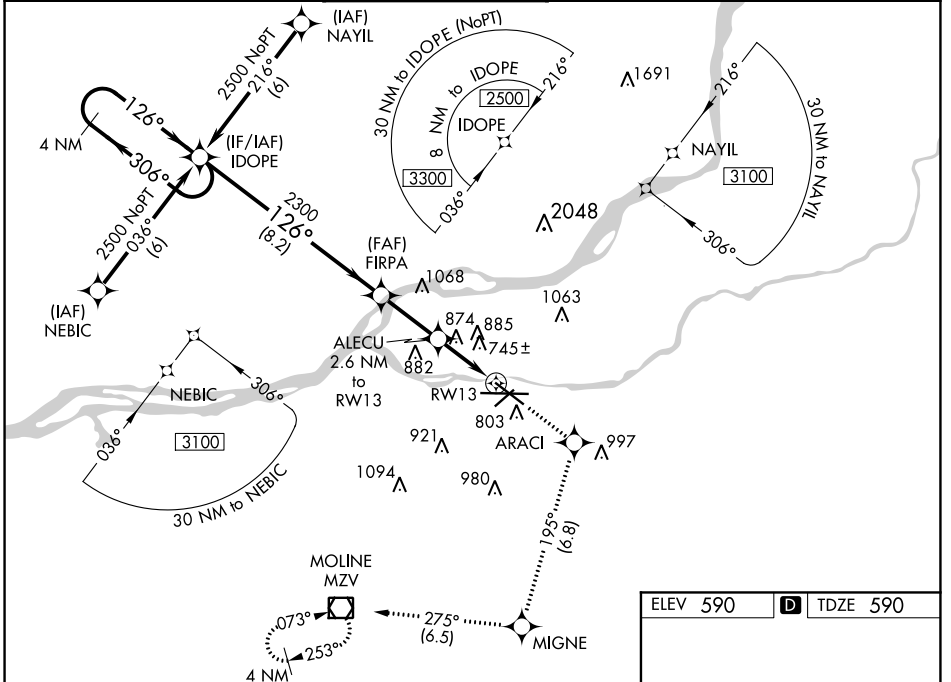 (IAF)
NAYIL
2500 NoPT
216°
(6)
126°
4 NM
306°
(IF/IAF)
IDOPE
2500 NoPT
036°
(6)
(IAF)
NEBIC
2300
126°
(8.2)
30 NM to IDOPE (NoPT)
8 NM to IDOPE
2500
216°
IDOPE
3300
036°
1691
216°
NAYIL
3100
30 NM to NAYIL
306°
2048
(FAF)
FIRPA
1068
1063
874
885
745±
ALECU
2.6 NM
to
RW13
882
RW13
803
ARACI
997
921
1094
980
NEBIC
306°
036°
3100
30 NM to NEBIC
195°
(6.8)
MOLINE
MZV
073°
253°
4 NM
275°
(6.5)
MIGNE
ELEV 590 D TDZE 590